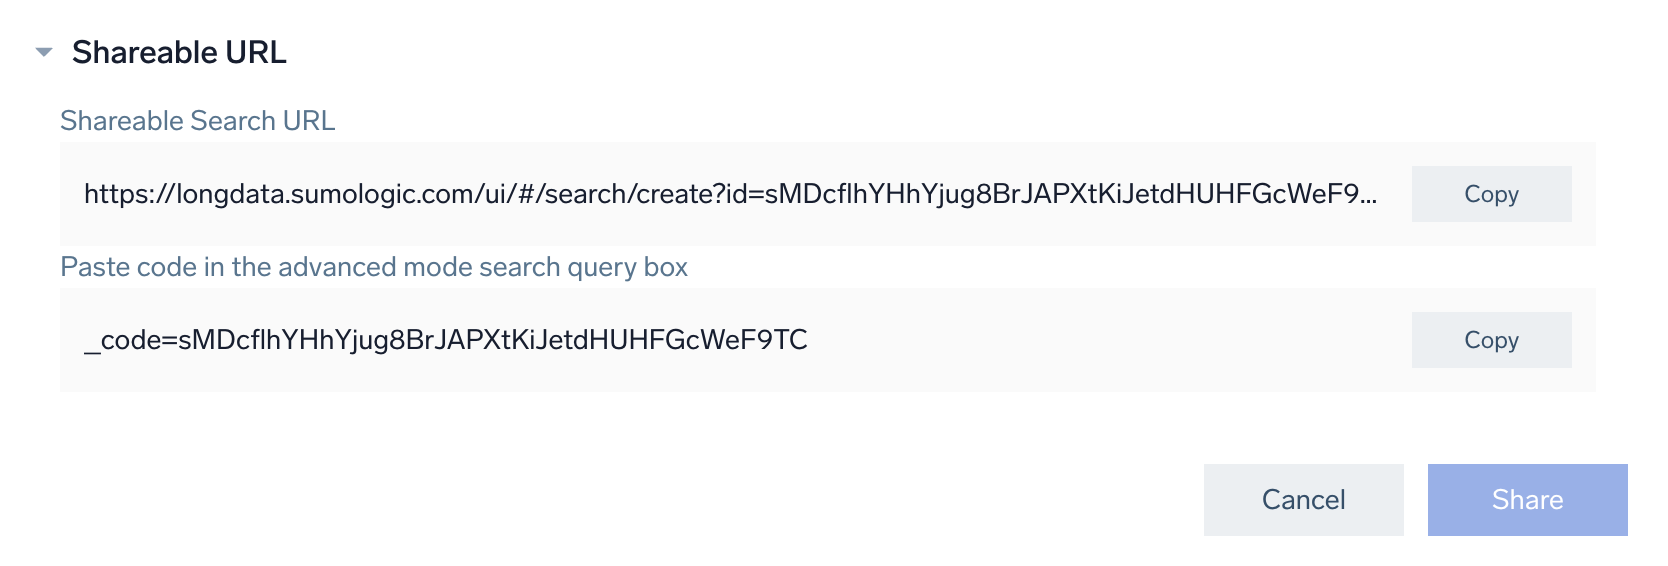 Shareable URL
Shareable Search URL
https://longdata.sumologic.com/ui/#/search/create?id=sMDcflhYHhYjug8BrJAPXtKiJetdHUHFGcWeF9...
Copy
Paste code in the advanced mode search query box
_code=sMDcflhYHhYjug8BrJAPXtKiJetdHUHFGcWeF9TC
Copy
Cancel
Share